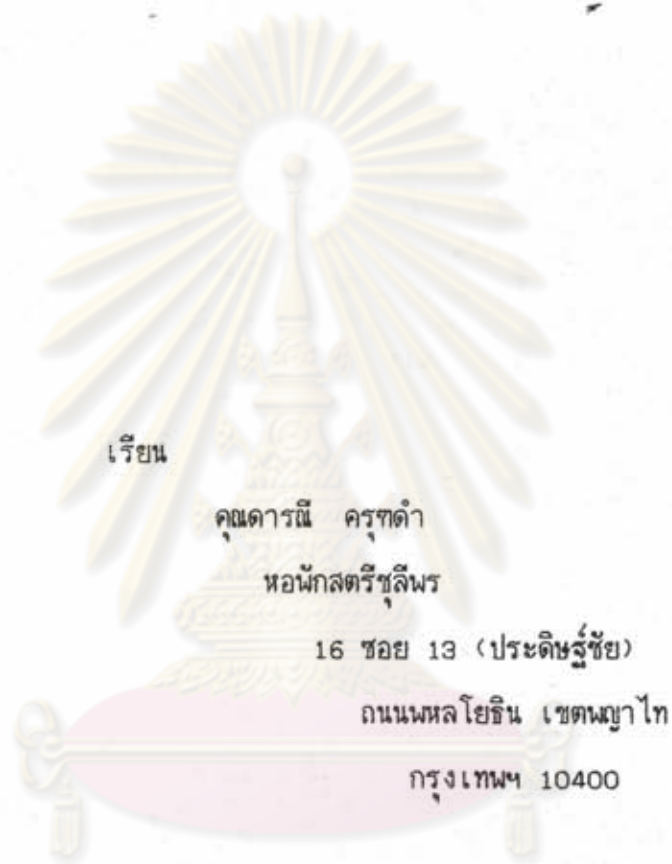 เรียน
คุณดารณี ครุฑดำ
หอพักสตรีชุลีพร
16 ซอย 13 (ประดิษฐ์ชัย)
ถนนพหลโยธิน เขตพญาไท
กรุงเทพฯ 10400